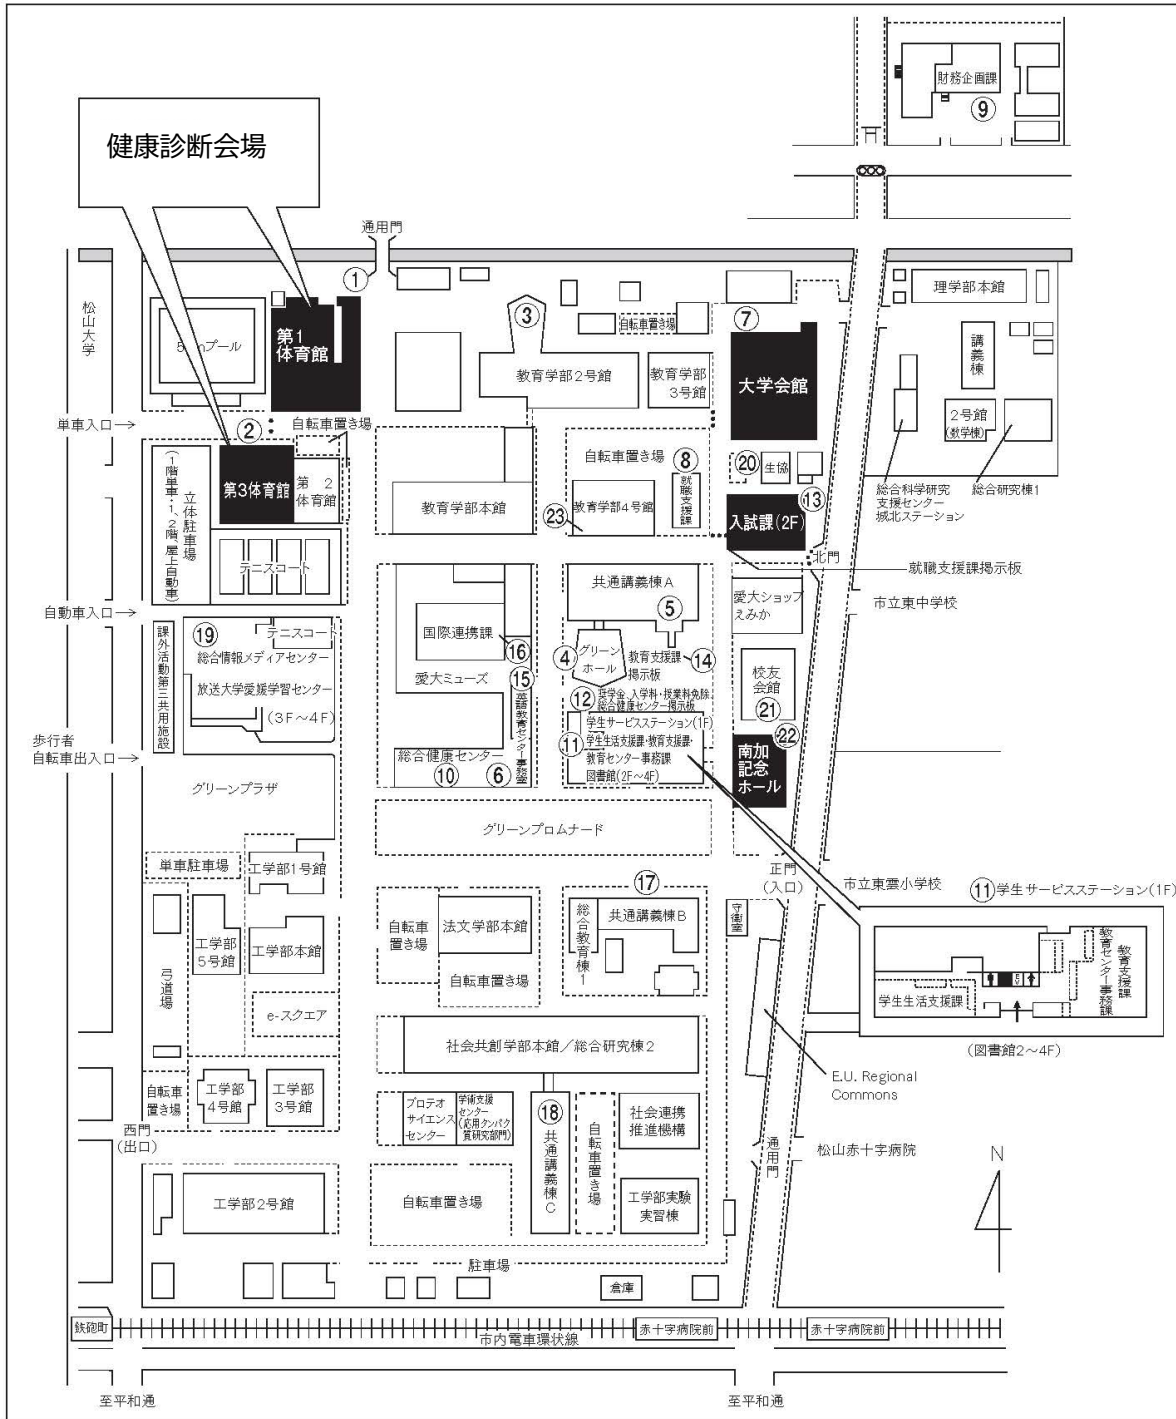 財務企画課
⑨
健康診断会場
通用門
①
松山大学
50mプール
第1
体育館
③
自転車置き場
⑦
理学部本館
教育学部2号館
教育学部
3号館
大学会館
講義棟
2号館
(数学棟)
単車入口→
②
自転車置き場
総合科学研究
支援センター
城北ステーション
総合研究棟1
立体駐車場
(1階単車・1、2階、屋上自動車)
第3体育館
第2
体育館
教育学部本館
自転車置き場
⑧
就職支援課
⑳
生協
⑬
㉓
教育学部4号館
入試課(2F)
北門
就職支援課掲示板
テニスコート
共通講義棟A
⑤
愛大ショップ
えみか
市立東中学校
自動車入口→
課外活動第三共用施設
⑲
テニスコート
総合情報メディアセンター
放送大学愛媛学習センター
(3F〜4F)
国際連携課
⑯
愛大ミューズ
⑮
英語教育センター事務室
④
グリーン
ホール
教育支援課
掲示板
⑭
校友
会館
㉑
⑫
奨学金、入学料・授業料免除、
総合健康センター掲示板
学生サービスステーション(1F)
⑪
学生生活支援課・教育支援課・
教育センター事務課
図書館(2F〜4F)
㉒
南加
記念
ホール
歩行者
自転車出入口→
総合健康センター
⑩
⑥
グリーンプラザ
グリーンプロムナード
正門
(入口)
単車駐車場
工学部1号館
⑰
市立東雲小学校
⑪学生サービスステーション(1F)
守衛室
弓道場
工学部
5号館
工学部本館
自転車
置き場
法文学部本館
自転車置き場
総合教育棟1
共通講義棟B
学生生活支援課
EV
教育センター事務課
教育支援課
(図書館2〜4F)
e-スクエア
社会共創学部本館/総合研究棟2
E.U. Regional
Commons
自転車
置き場
工学部
4号館
工学部
3号館
プロテオ
サイエンス
センター
学術支援
センター
(応用タンパク
質研究部門)
⑱
共通講義棟C
自転車置き場
社会連携
推進機構
西門
(出口)
通用門
松山赤十字病院
N
工学部2号館
自転車置き場
工学部実験
実習棟
駐車場
倉庫
鉄砲町
市内電車環状線
赤十字病院前
赤十字病院前
至平和通
至平和通